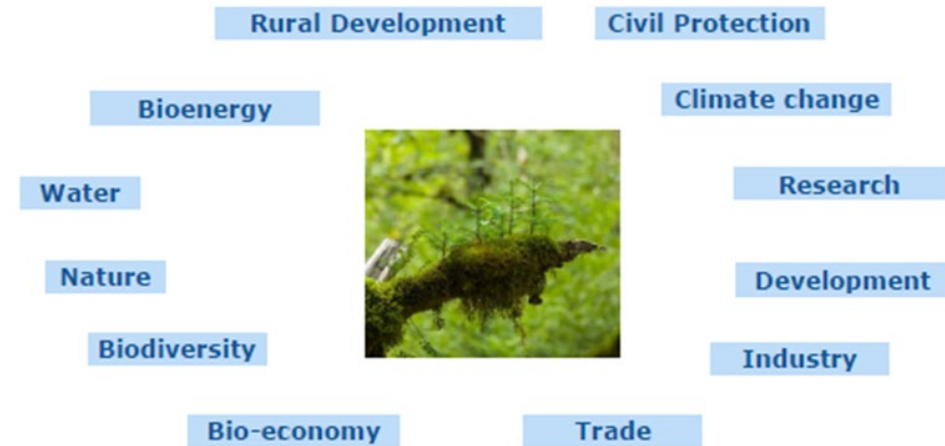 Rural Development
Civil Protection
Bioenergy
Climate change
Water
Research
Nature
Development
Biodiversity
Industry
Bio-economy
Trade